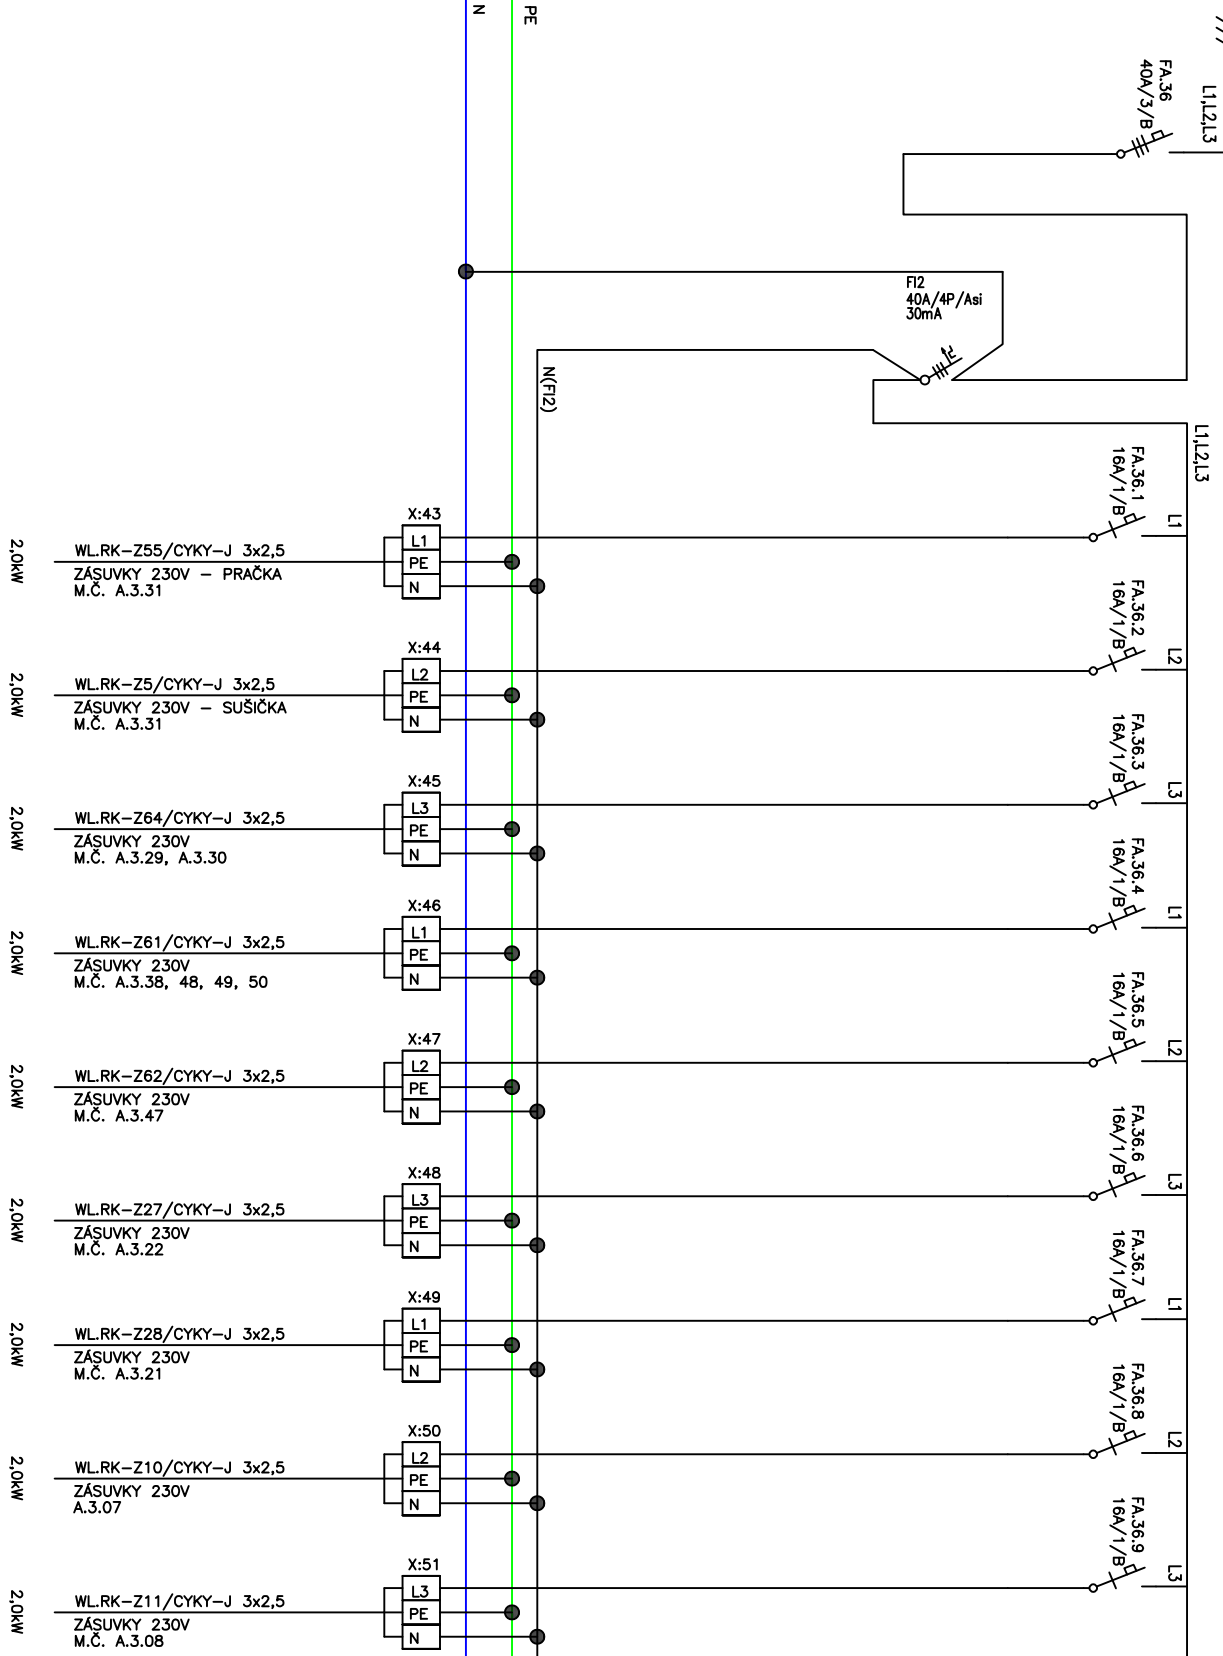 N
PE
L1,L2,L3
FA.36
40A/3/B
FI2
40A/4P/Asi
30mA
N(FI2)
L1,L2,L3
FA.36.1
16A/1/B
L1
X:43
L1
PE
N
WL.RK-Z55/CYKY-J 3x2,5
ZÁSUVKY 230V - PRAČKA
M.Č. A.3.31
2,0kW
FA.36.2
16A/1/B
L2
X:44
L2
PE
N
WL.RK-Z5/CYKY-J 3x2,5
ZÁSUVKY 230V - SUŠIČKA
M.Č. A.3.31
2,0kW
FA.36.3
16A/1/B
L3
X:45
L3
PE
N
WL.RK-Z64/CYKY-J 3x2,5
ZÁSUVKY 230V
M.Č. A.3.29, A.3.30
2,0kW
FA.36.4
16A/1/B
L1
X:46
L1
PE
N
WL.RK-Z61/CYKY-J 3x2,5
ZÁSUVKY 230V
M.Č. A.3.38, 48, 49, 50
2,0kW
FA.36.5
16A/1/B
L2
X:47
L2
PE
N
WL.RK-Z62/CYKY-J 3x2,5
ZÁSUVKY 230V
M.Č. A.3.47
2,0kW
FA.36.6
16A/1/B
L3
X:48
L3
PE
N
WL.RK-Z27/CYKY-J 3x2,5
ZÁSUVKY 230V
M.Č. A.3.22
2,0kW
FA.36.7
16A/1/B
L1
X:49
L1
PE
N
WL.RK-Z28/CYKY-J 3x2,5
ZÁSUVKY 230V
M.Č. A.3.21
2,0kW
FA.36.8
16A/1/B
L2
X:50
L2
PE
N
WL.RK-Z10/CYKY-J 3x2,5
ZÁSUVKY 230V
A.3.07
2,0kW
FA.36.9
16A/1/B
L3
X:51
L3
PE
N
WL.RK-Z11/CYKY-J 3x2,5
ZÁSUVKY 230V
M.Č. A.3.08
2,0kW